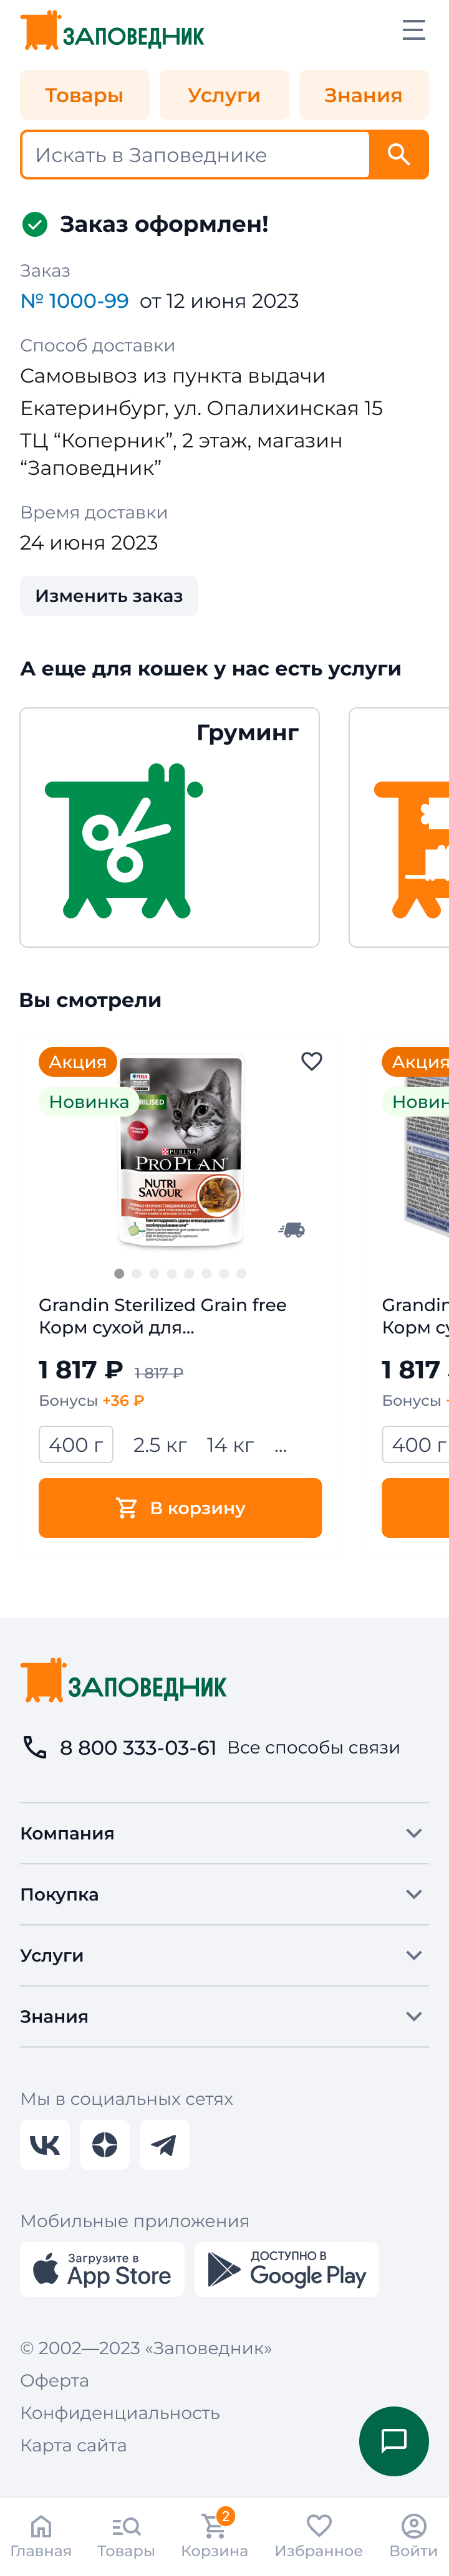 ЗАПОВЕДНИК
Товары
Услуги
Знания
Искать в Заповеднике
Заказ оформлен!
Заказ
№ 1000-99 от 12 июня 2023
Способ доставки
Самовывоз из пункта выдачи
Екатеринбург, ул. Опалихинская 15
ТЦ “Коперник”, 2 этаж, магазин
“Заповедник”
Время доставки
24 июня 2023
Изменить заказ
А еще для кошек у нас есть услуги
Груминг
Вы смотрели
Акция
Новинка
PURINA
PRO PLAN
NUTRI
SAVOUR
Grandin Sterilized Grain free
Корм сухой для...
1 817 ₽ 1 817 ₽
Бонусы +36 ₽
400 г 2.5 кг 14 кг ...
В корзину
Акция
Новин
Grandin
Корм су
1 817
Бонусы
400 г
ЗАПОВЕДНИК
8 800 333-03-61 Все способы связи
Компания
Покупка
Услуги
Знания
Мы в социальных сетях
Мобильные приложения
Загрузите в
App Store
ДОСТУПНО В
Google Play
© 2002—2023 «Заповедник»
Оферта
Конфиденциальность
Карта сайта
2
Главная
Товары
Корзина
Избранное
Войти